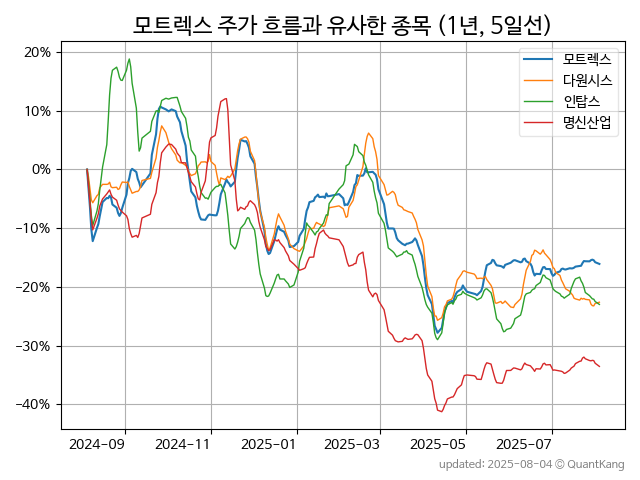 모트렉스 주가 흐름과 유사한 종목 (1년, 5일선)
20%
10%
0%
−10%
−20%
−30%
−40%
모트렉스
다원시스
인탑스
명신산업
2024-09
2024-11
2025-01
2025-03
2025-05
2025-07
updated: 2025-08-04 © QuantKang